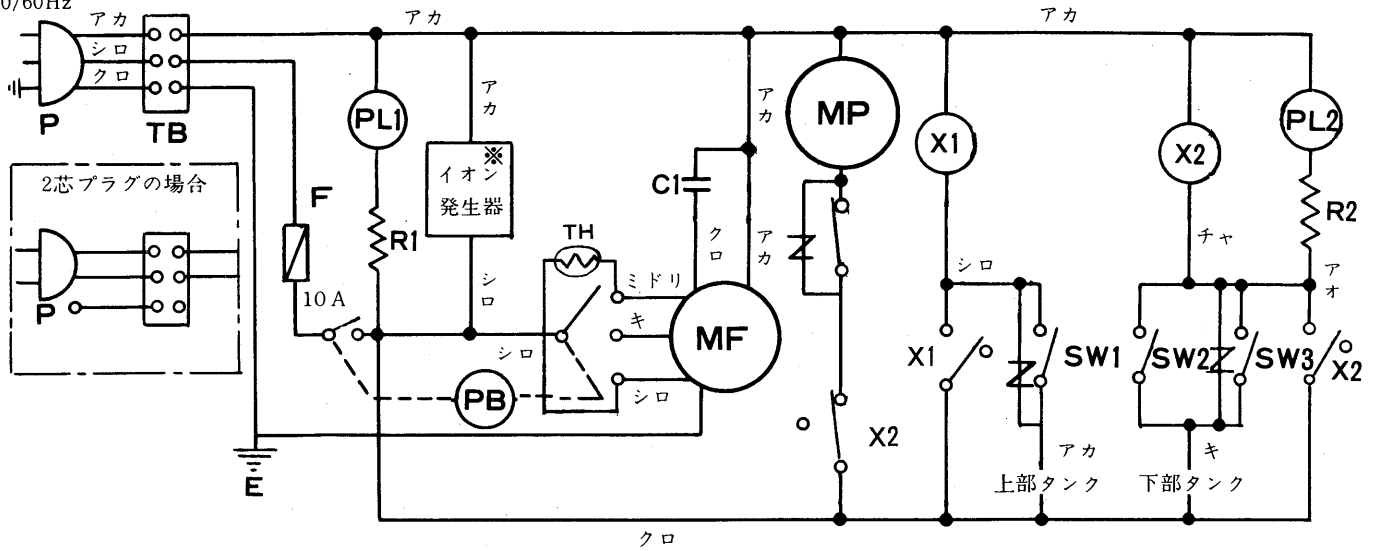 0/60Hz
アカ
シロ
クロ
P
TB
アカ
アカ
2芯プラグの場合
P
F
10A
PL1
R1
アカ
※
イオン
発生器
シロ
シロ
TH
ミドリ
キ
シロ
PB
C1
クロ
アカ
アカ
MF
MP
X2
X1
シロ
X1
SW1
アカ
上部タンク
X2
チャ
SW2
SW3
キ
下部タンク
PL2
R2
アオ
X2
E
クロ